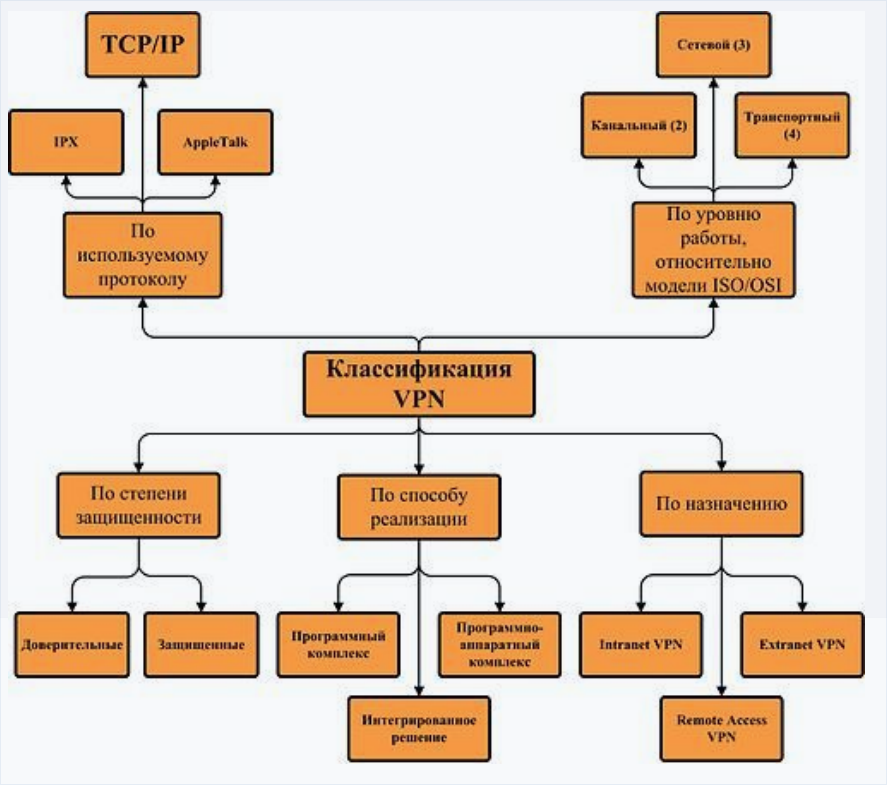 TCP/IP
IPX
AppleTalk
По
используемому
протоколу
Сетевой (3)
Канальный (2)
Транспортный
(4)
По уровню
работы,
относительно
модели ISO/OSI
Классификация
VPN
По степени
защищенности
По способу
реализации
По назначению
Доверительные
Защищенные
Программный
комплекс
Программно-
аппаратный
комплекс
Интегрированное
решение
Intranet VPN
Extranet VPN
Remote Access
VPN